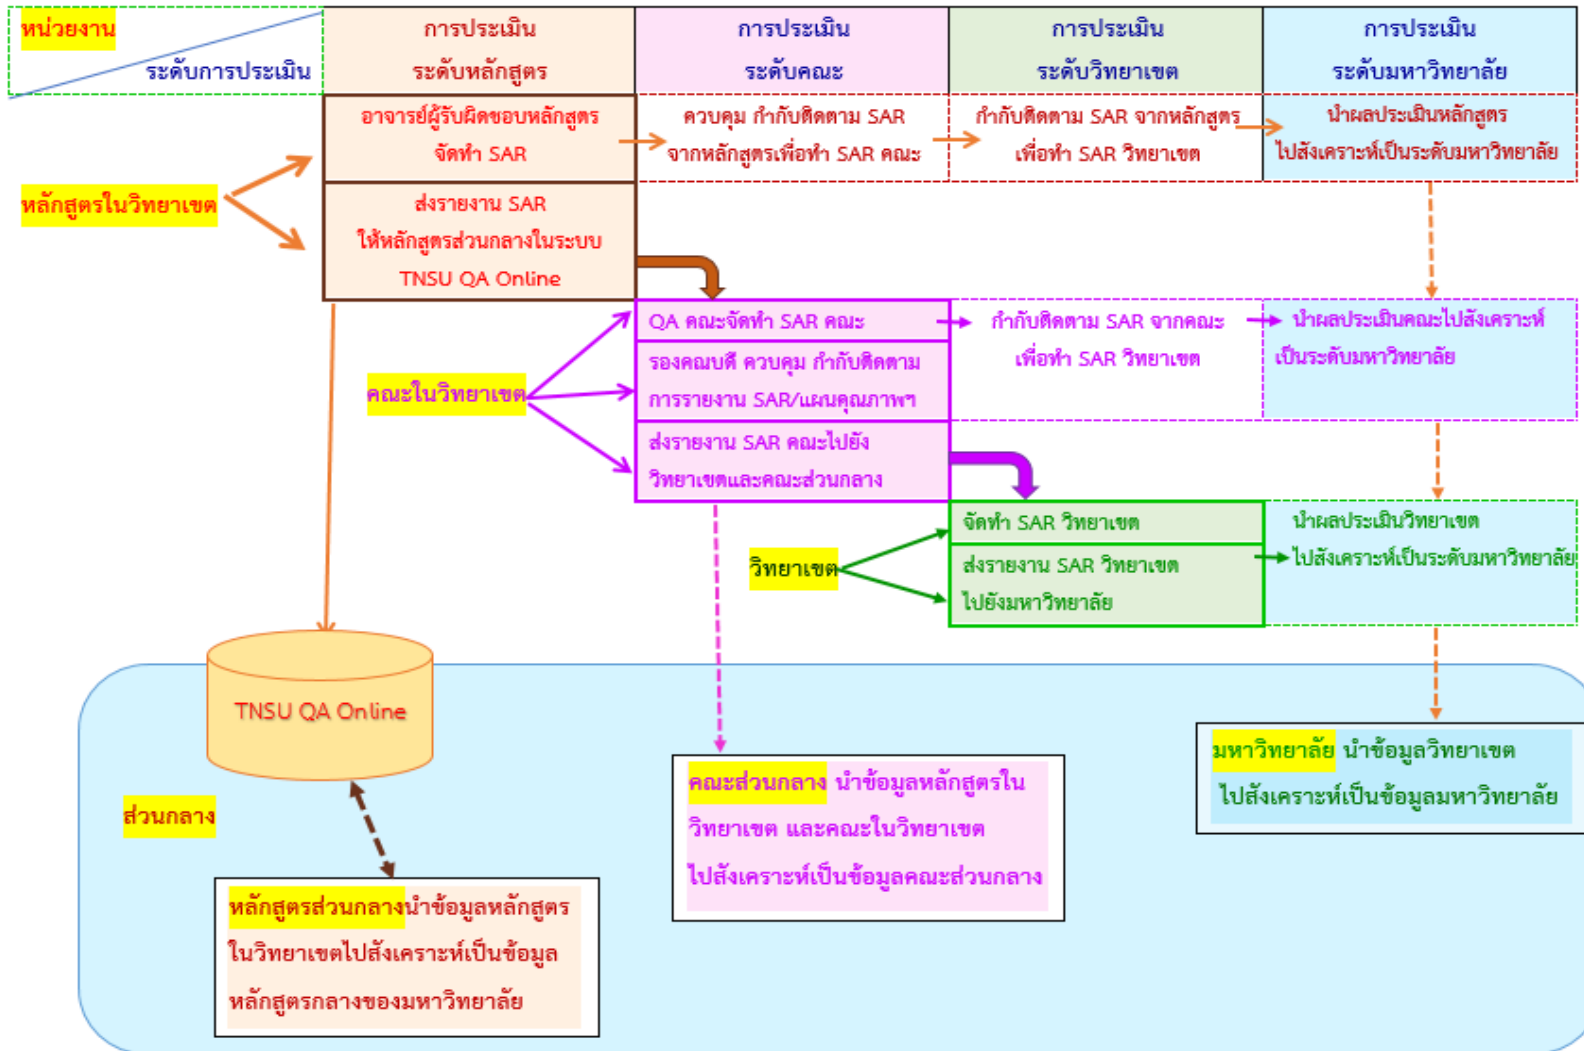 หน่วยงาน
ระดับการประเมิน
การประเมิน
ระดับหลักสูตร
การประเมิน
ระดับคณะ
การประเมิน
ระดับวิทยาเขต
การประเมิน
ระดับมหาวิทยาลัย
หลักสูตรในวิทยาเขต
อาจารย์ผู้รับผิดชอบหลักสูตร
จัดทำ SAR
ควบคุม กำกับติดตาม SAR
จากหลักสูตรเพื่อทำ SAR คณะ
กำกับติดตาม SAR จากหลักสูตร
เพื่อทำ SAR วิทยาเขต
นำผลประเมินหลักสูตร
ไปสังเคราะห์เป็นระดับมหาวิทยาลัย
ส่งรายงาน SAR
ให้หลักสูตรส่วนกลางในระบบ
TNSU QA Online
คณะในวิทยาเขต
QA คณะจัดทำ SAR คณะ
กำกับติดตาม SAR จากคณะ
เพื่อทำ SAR วิทยาเขต
นำผลประเมินคณะไปสังเคราะห์
เป็นระดับมหาวิทยาลัย
รองคณบดี ควบคุม กำกับติดตาม
การรายงาน SAR/แผนคุณภาพฯ
ส่งรายงาน SAR คณะไปยัง
วิทยาเขตและคณะส่วนกลาง
วิทยาเขต
จัดทำ SAR วิทยาเขต
ส่งรายงาน SAR วิทยาเขต
ไปยังมหาวิทยาลัย
นำผลประเมินวิทยาเขต
ไปสังเคราะห์เป็นระดับมหาวิทยาลัย
TNSU QA Online
ส่วนกลาง
หลักสูตรส่วนกลางนำข้อมูลหลักสูตร
ในวิทยาเขตไปสังเคราะห์เป็นข้อมูล
หลักสูตรกลางของมหาวิทยาลัย
คณะส่วนกลาง นำข้อมูลหลักสูตรใน
วิทยาเขต และคณะในวิทยาเขต
ไปสังเคราะห์เป็นข้อมูลคณะส่วนกลาง
มหาวิทยาลัย นำข้อมูลวิทยาเขต
ไปสังเคราะห์เป็นข้อมูลมหาวิทยาลัย